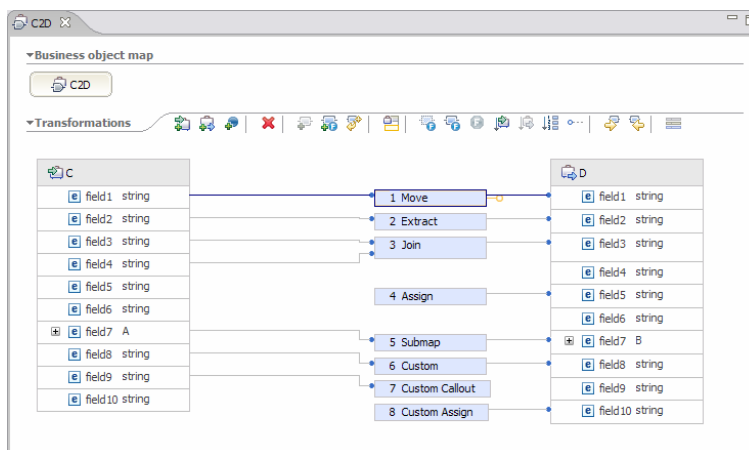 C2D
Business object map
C2D
Transformations
C
D
field1 string
1 Move
field1 string
field2 string
2 Extract
field2 string
field3 string
3 Join
field3 string
field4 string
field4 string
field5 string
4 Assign
field5 string
field6 string
field6 string
field7 A
5 Submap
field7 B
field8 string
6 Custom
field8 string
field9 string
7 Custom Callout
field9 string
field10 string
8 Custom Assign
field10 string